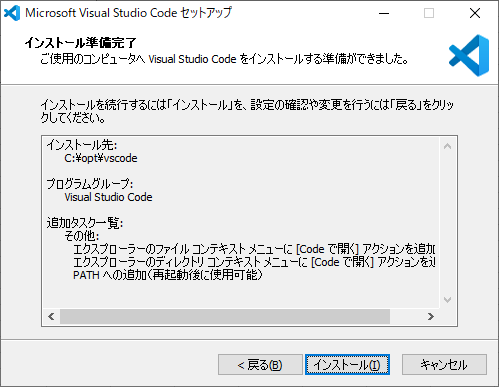 Microsoft Visual Studio Code セットアップ
インストール準備完了
ご使用のコンピュータへ Visual Studio Code をインストールする準備ができました。
インストールを続行するには「インストール」を、設定の確認や変更を行うには「戻る」をクリッ
クしてください。
インストール先:
C:¥opt¥vscode
プログラムグループ:
Visual Studio Code
追加タスク一覧:
その他:
エクスプローラーのファイル コンテキスト メニューに [Code で開く] アクションを追加
エクスプローラーのディレクトリ コンテキスト メニューに [Code で開く] アクションを
PATH への追加(再起動後に使用可能)
< 戻る(B)
インストール(I)
キャンセル